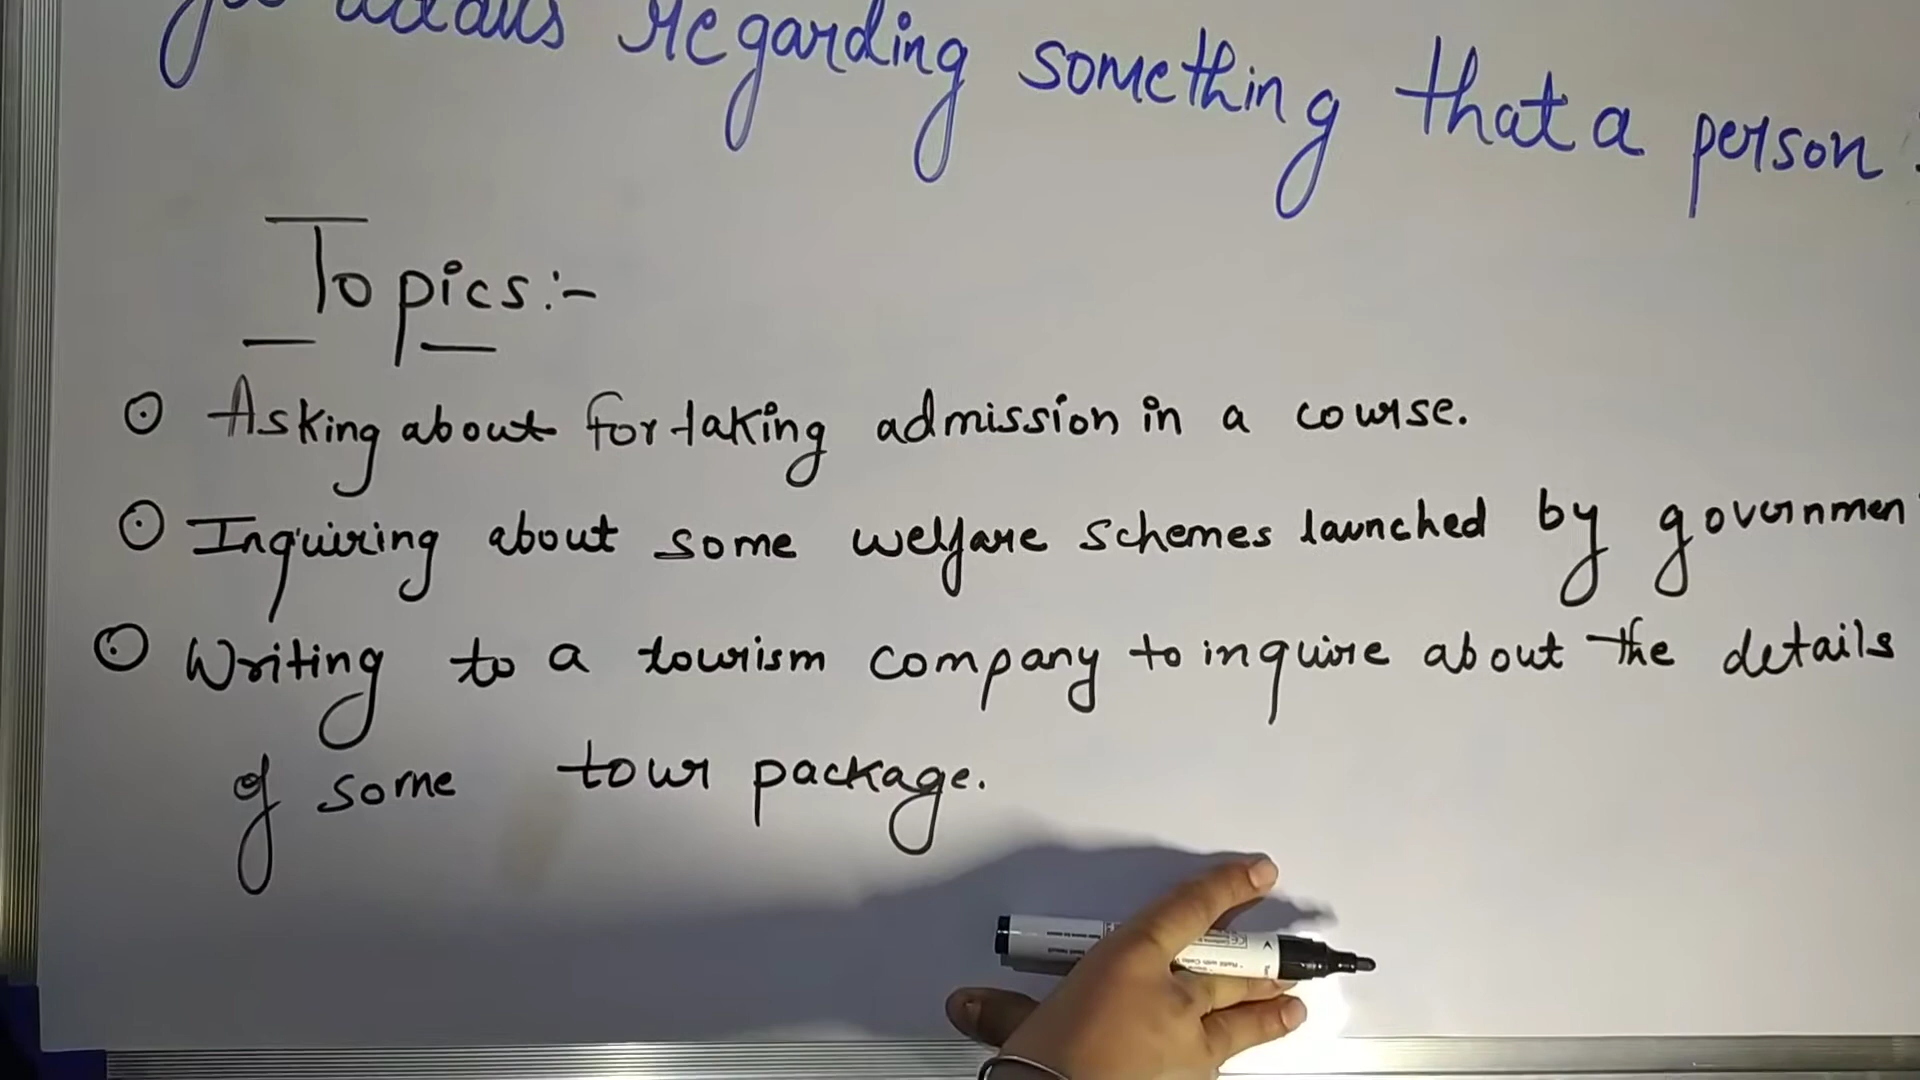 details regarding something that a person
Topics:-
⊙ Asking about for taking admission in a course.
⊙ Inquiring about some welfare schemes launched by governmen
⊙ Writing to a tourism company to inquire about the details
of some tour package.